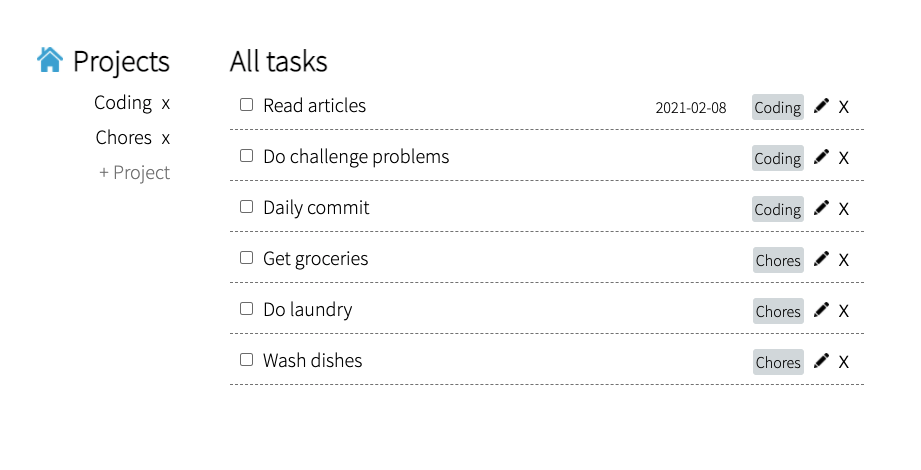 Projects
Coding x
Chores x
+ Project
All tasks
Read articles 2021-02-08 Coding X
Do challenge problems Coding X
Daily commit Coding X
Get groceries Chores X
Do laundry Chores X
Wash dishes Chores X